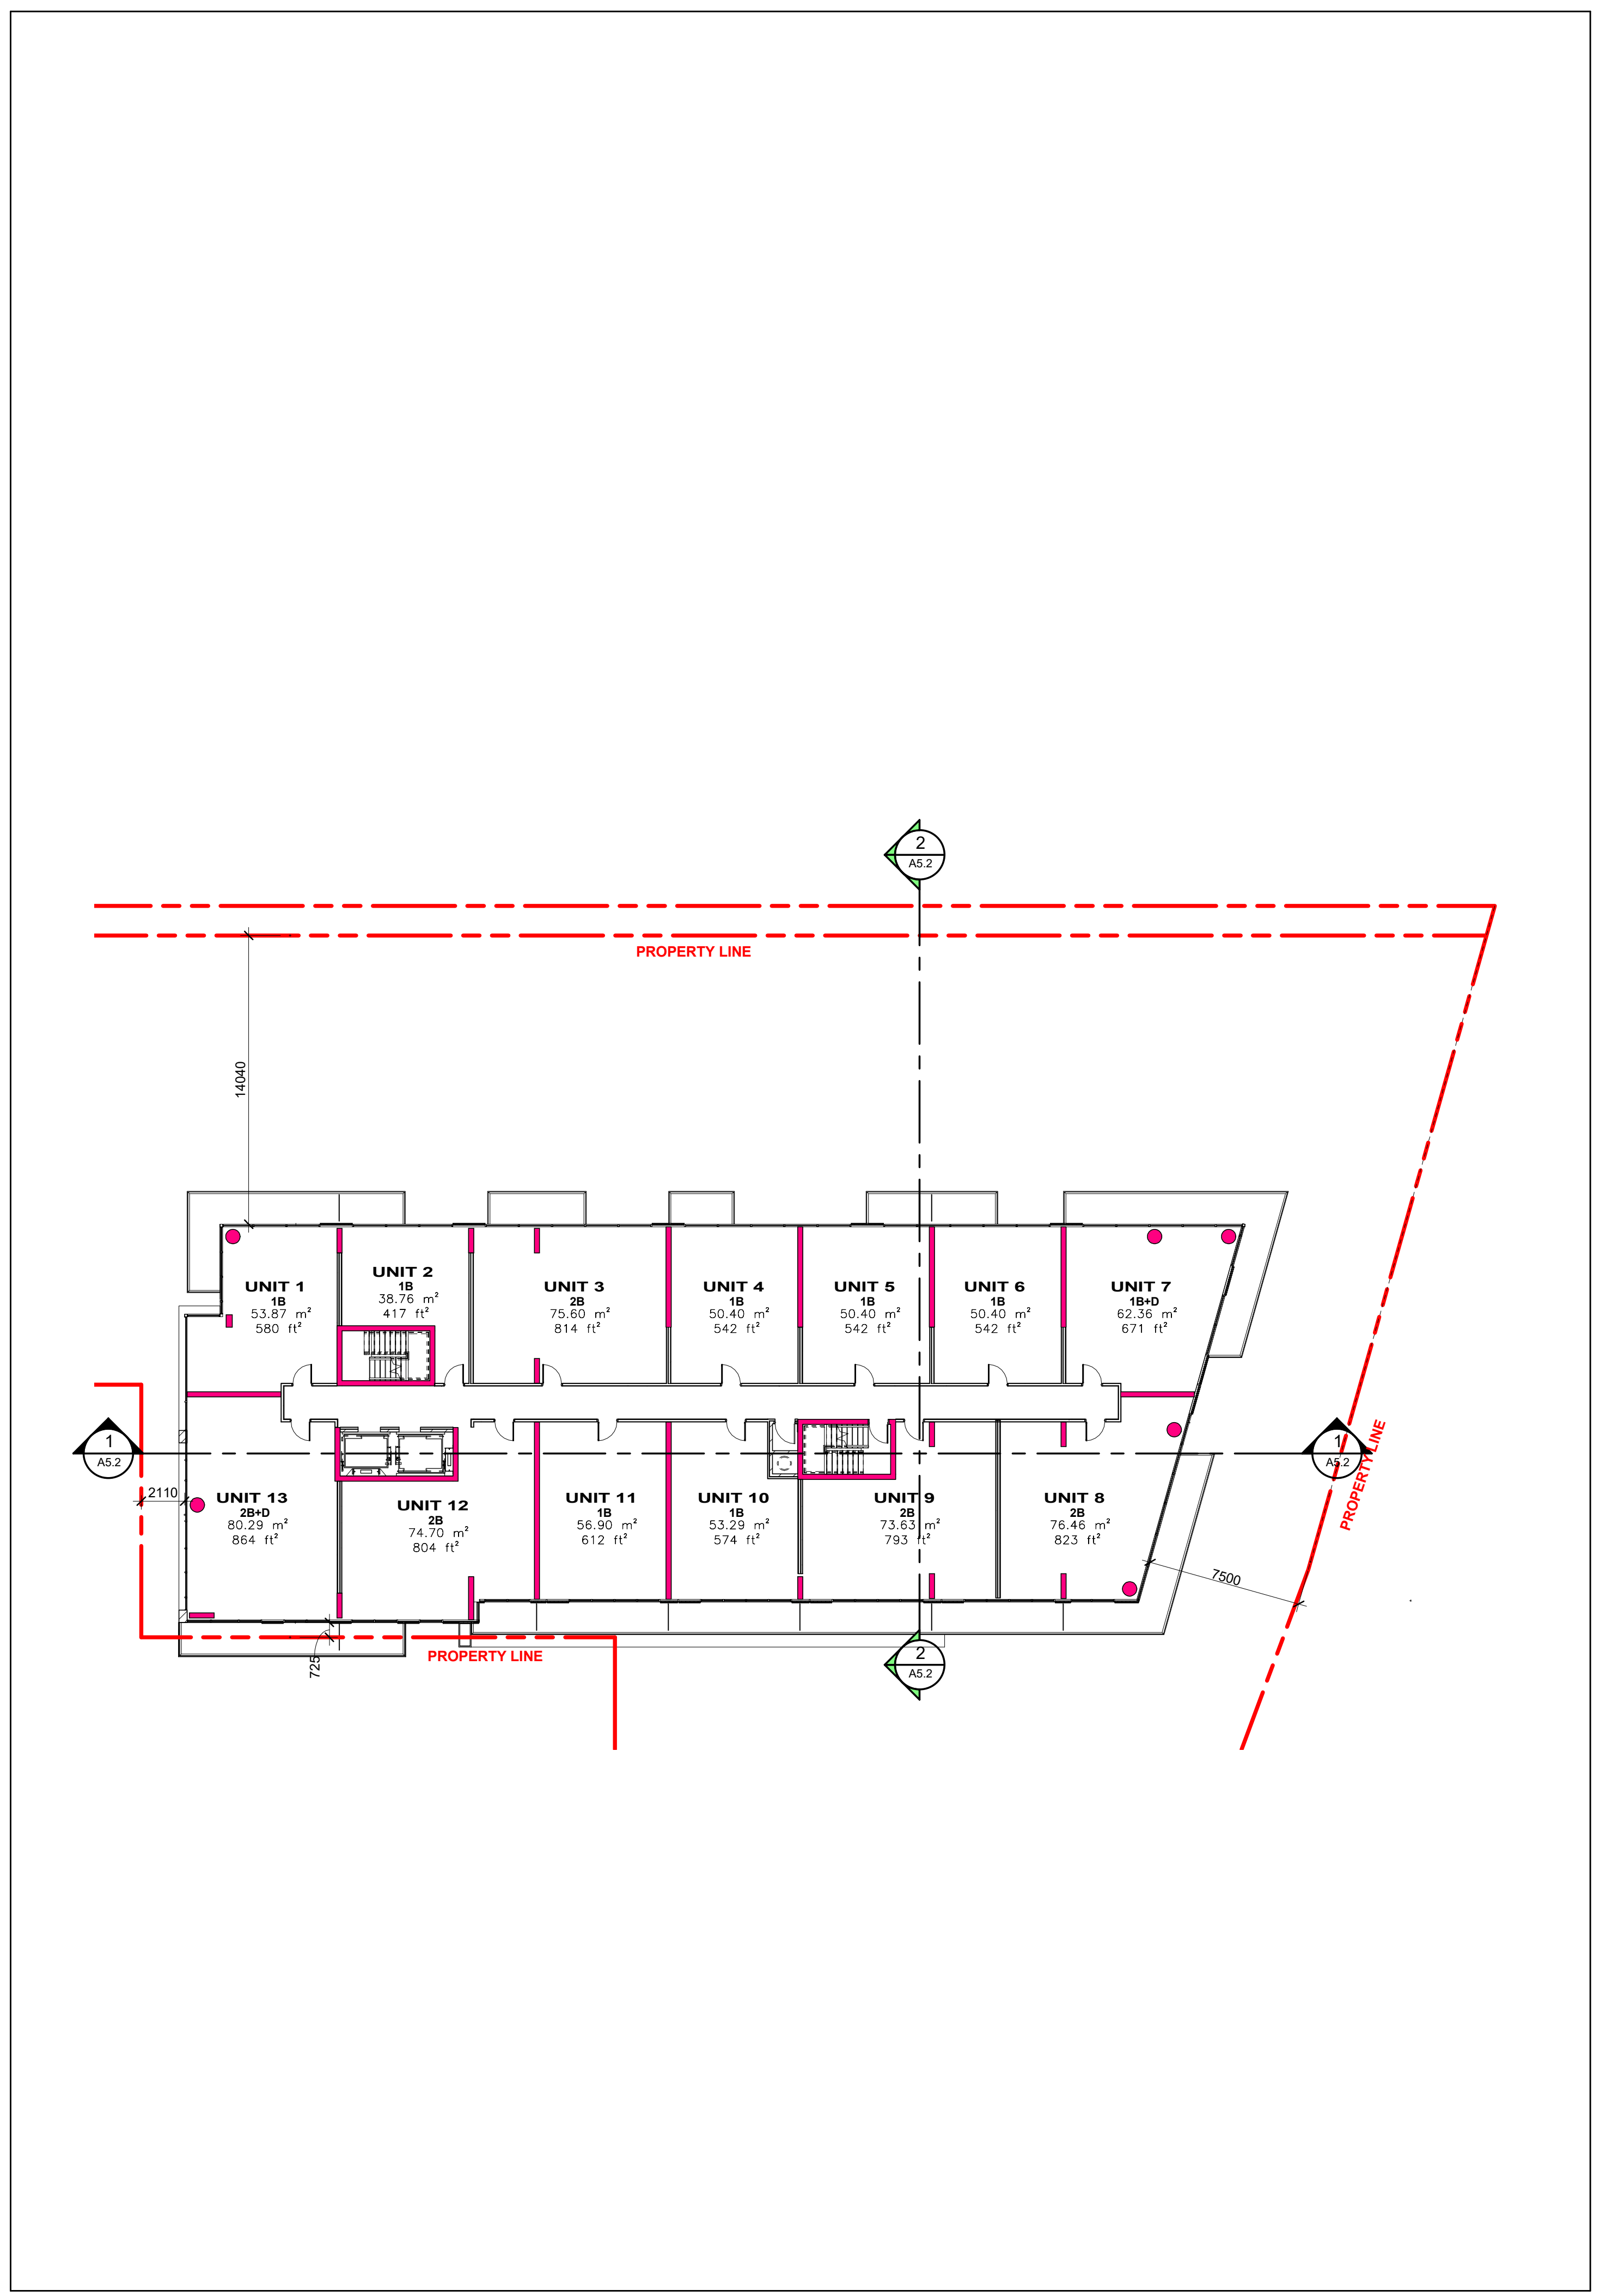 2
A5.2
PROPERTY LINE
14040
UNIT 1
1B
53.87 m²
580 ft²
UNIT 2
1B
38.76 m²
417 ft²
UNIT 3
2B
75.60 m²
814 ft²
UNIT 4
1B
50.40 m²
542 ft²
UNIT 5
1B
50.40 m²
542 ft²
UNIT 6
1B
50.40 m²
542 ft²
UNIT 7
1B+D
62.36 m²
671 ft²
1
A5.2
1
A5.2
PROPERTY LINE
2110
UNIT 13
2B+D
80.29 m²
864 ft²
UNIT 12
2B
74.70 m²
804 ft²
UNIT 11
1B
56.90 m²
612 ft²
UNIT 10
1B
53.29 m²
574 ft²
UNIT 9
2B
73.63 m²
793 ft²
UNIT 8
2B
76.46 m²
823 ft²
7500
725
PROPERTY LINE
2
A5.2